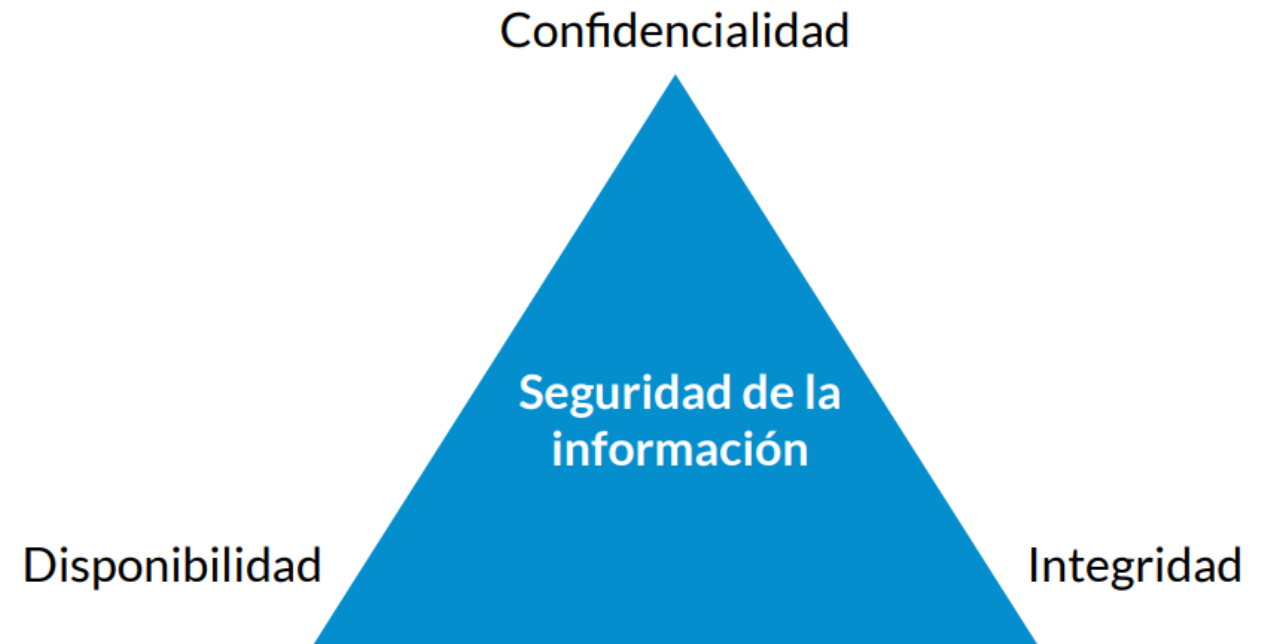 Confidencialidad
Seguridad de la
información
Disponibilidad
Integridad